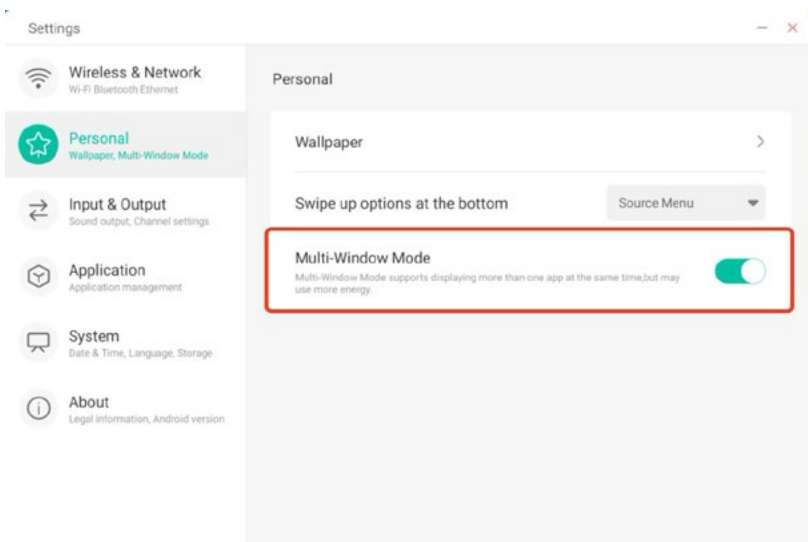 Settings
Wireless & Network
Wi-Fi Bluetooth Ethernet
Personal
Wallpaper, Multi-Window Mode
Input & Output
Sound output, Channel settings
Application
Application management
System
Date & Time, Language, Storage
About
Legal information, Android version
Personal
Wallpaper
Swipe up options at the bottom
Source Menu
Multi-Window Mode
Multi-Window Mode supports displaying more than one app at the same time,but may
use more energy.